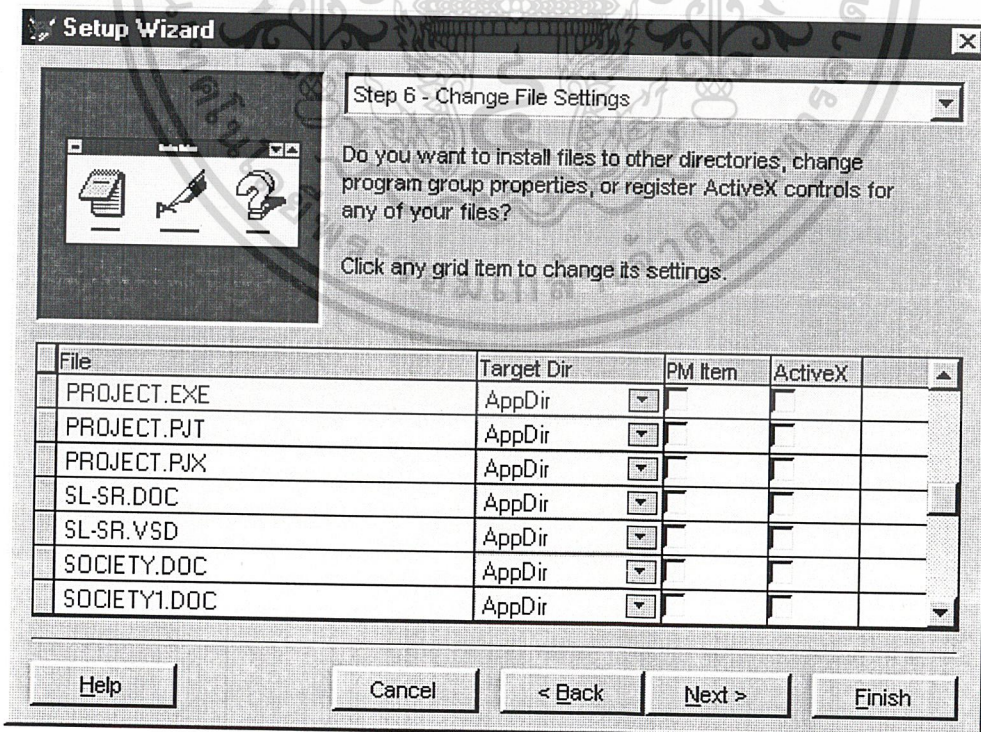 Setup Wizard
Step 6 - Change File Settings
Do you want to install files to other directories, change
program group properties, or register ActiveX controls for
any of your files?
Click any grid item to change its settings.
File Target Dir PM Item ActiveX
PROJECT.EXE AppDir
PROJECT.PJT AppDir
PROJECT.PJX AppDir
SL-SR.DOC AppDir
SL-SR.VSD AppDir
SOCIETY.DOC AppDir
SOCIETY1.DOC AppDir
Help Cancel < Back Next > Finish